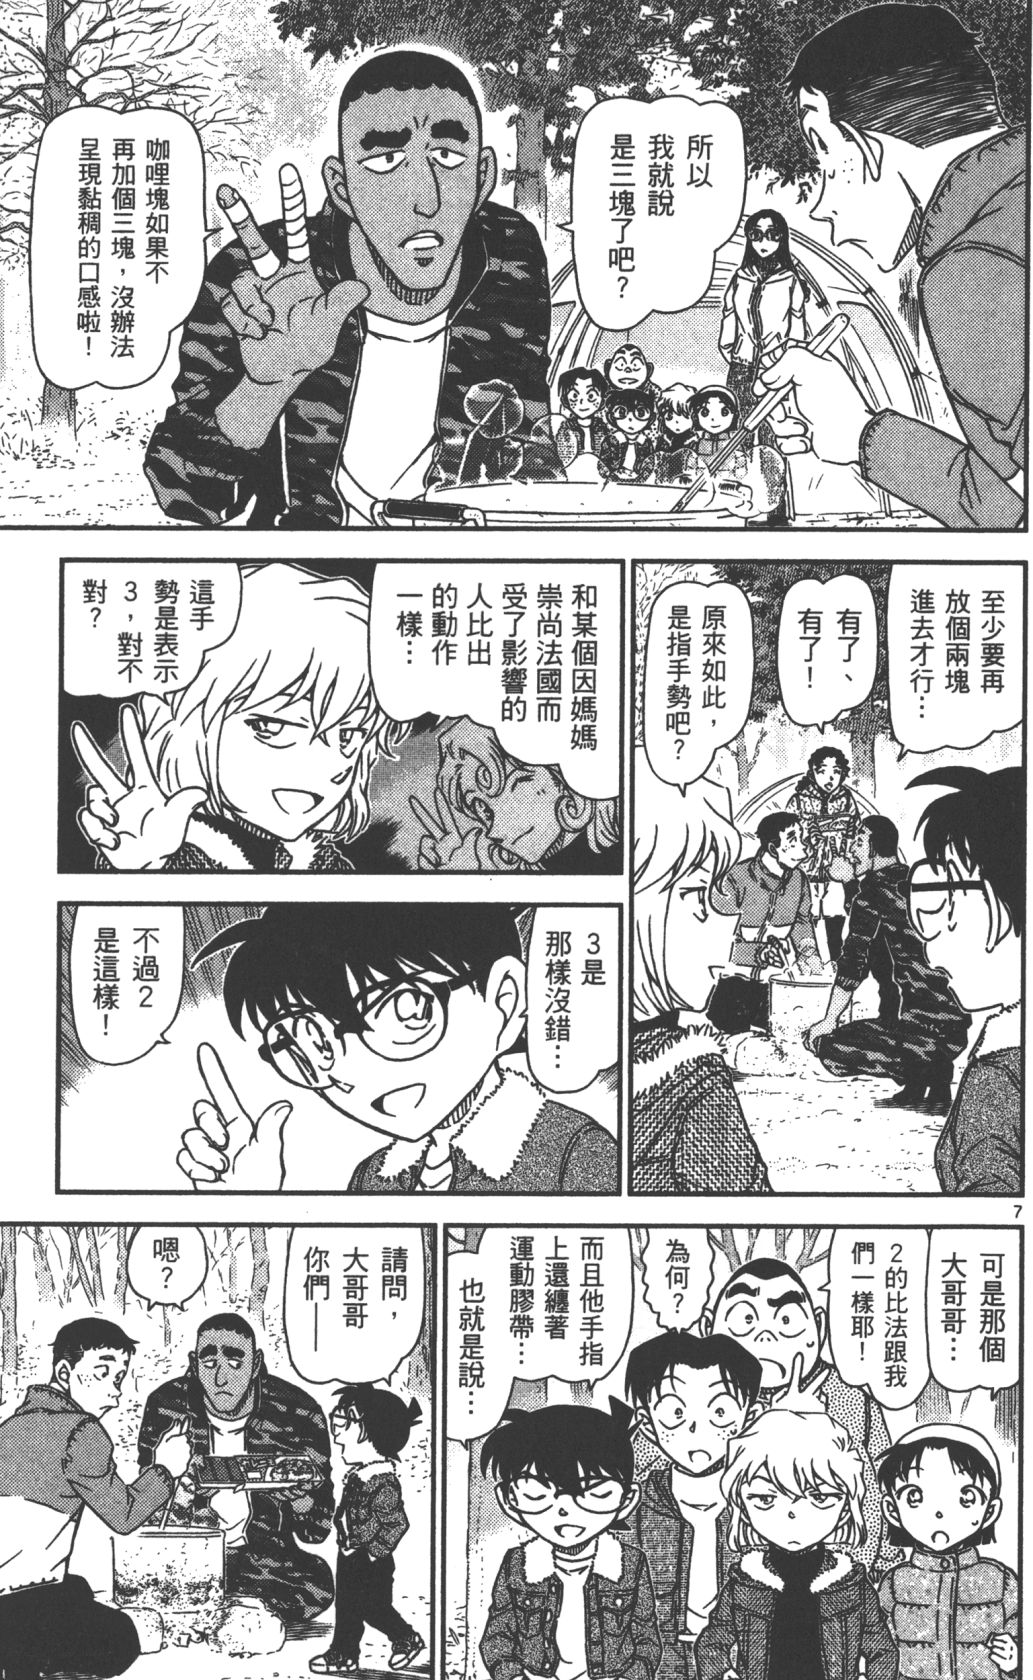 所以
我就說
是三塊了吧？
咖哩塊如果不
再加個三塊，沒辦法
呈現黏稠的口感啦！
至少要再
放個兩塊
進去才行…
有了、
有了！
原來如此，
是指手勢吧？
和某個因媽媽
崇尚法國而
受了影響的
人比出
的動作
一樣…
這手
勢是表示
3，對不
對？
3是
那樣沒錯…
不過2
是這樣！
7
可是那個
大哥哥…
2的比法跟我
們一樣耶！
為何？
而且他手指
上還纏著
運動膠帶…
也就是說…
請問，
大哥哥
你們——
嗯？